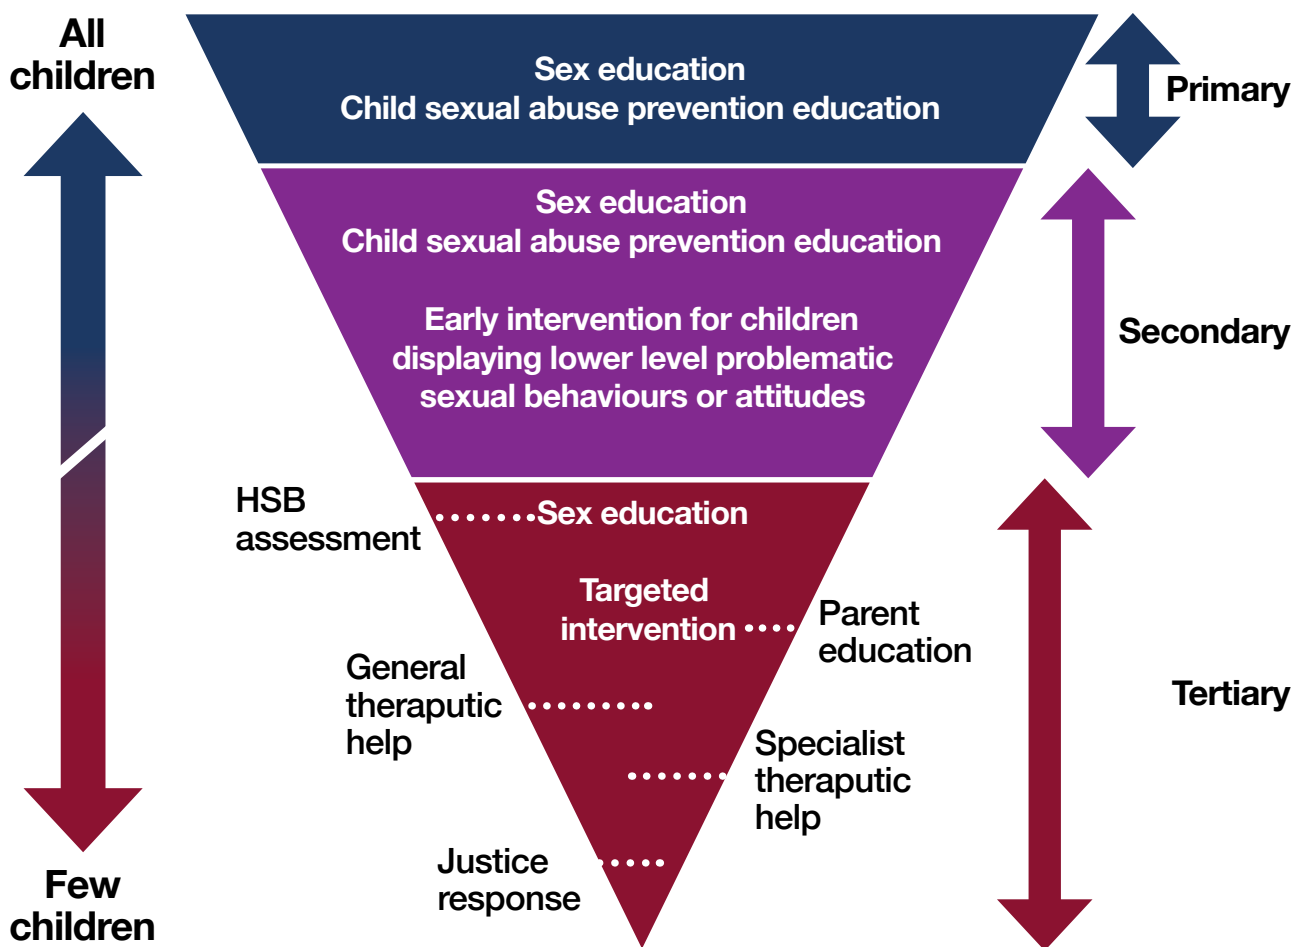 All
children
Sex education
Child sexual abuse prevention education
Primary
Sex education
Child sexual abuse prevention education
Early intervention for children
displaying lower level problematic
sexual behaviours or attitudes
Secondary
HSB
assessment
Sex education
Targeted
intervention
Parent
education
General
theraputic
help
Tertiary
Specialist
theraputic
help
Justice
response
Few
children